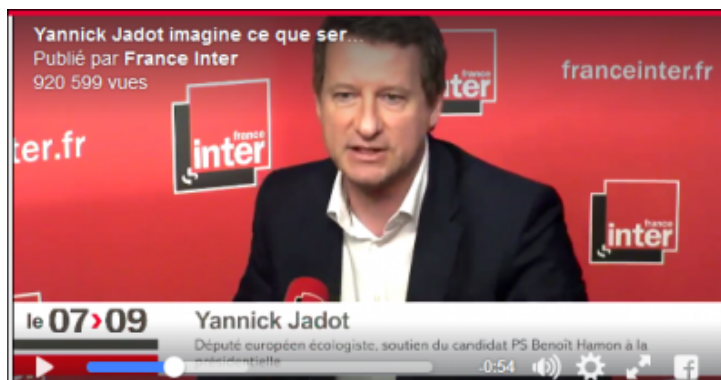 Yannick Jadot imagine ce que ser...
Publié par France Inter
920 599 vues
franceinter.fr
france
inter
inter
er.fr
france
inter
le 07>09
Yannick Jadot
Député européen écologiste, soutien du candidat PS Benoît Hamon à la
présidentielle
-0:54